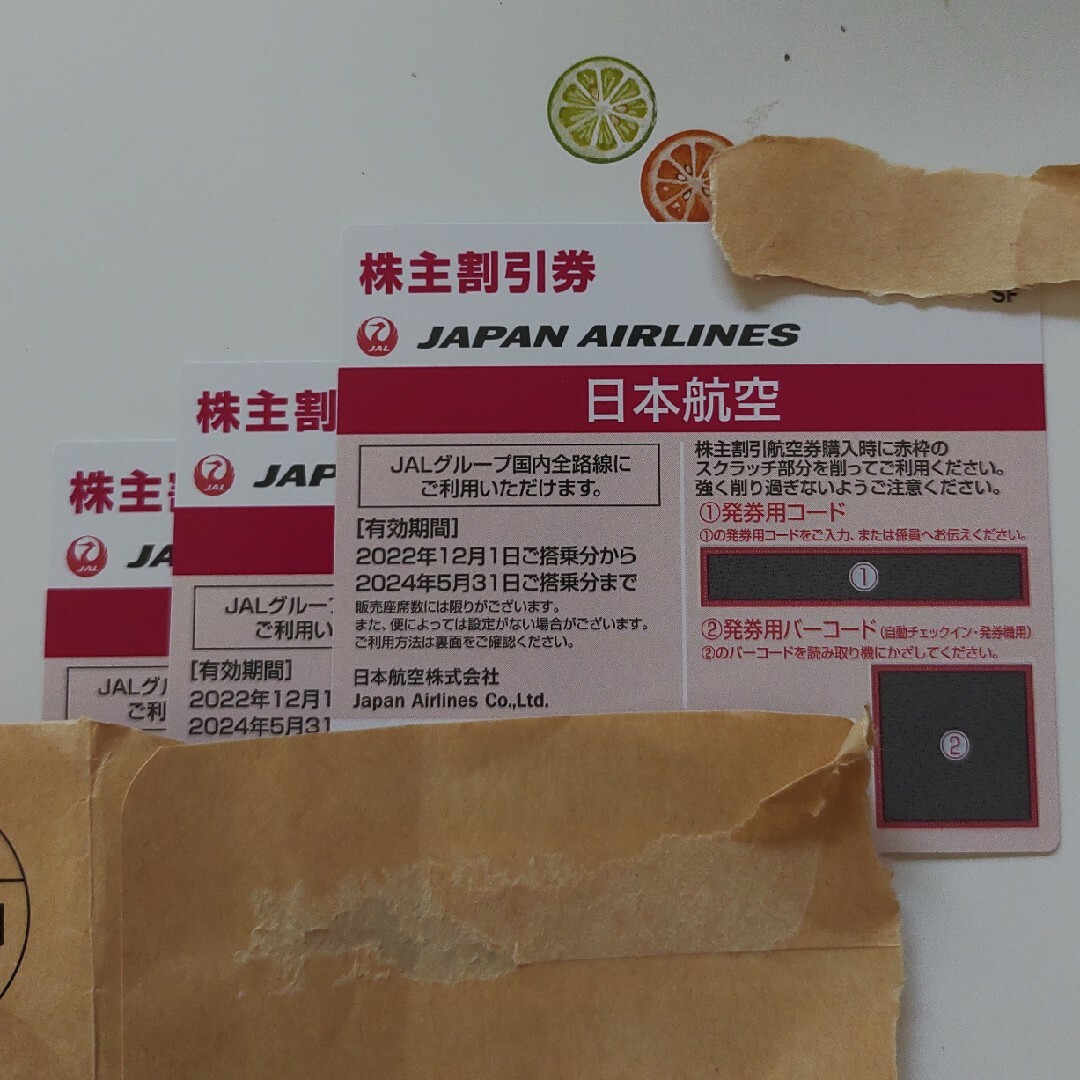 株主割引券
SF
JAL
JAPAN AIRLINES
日本航空
JALグループ国内全路線に
ご利用いただけます。
[有効期間]
2022年12月1日ご搭乗分から
2024年5月31日ご搭乗分まで
販売座席数には限りがございます。
また、便によっては設定がない場合がございます。
ご利用方法は裏面をご確認ください。
日本航空株式会社
Japan Airlines Co.,Ltd.
株主割引航空券購入時に赤枠の
スクラッチ部分を削ってご利用ください。
強く削り過ぎないようご注意ください。
①発券用コード
①の発券用コードをご入力、または係員へお伝えください。
①
②発券用バーコード(自動チェックイン・発券機用)
②のバーコードを読み取り機にかざしてください。
②
株主割
JAL
JAP
JALグルー
ご利用い
[有効期間]
2022年12月1
2024年5月31
株主
JAL
JA
JALグル
ご利